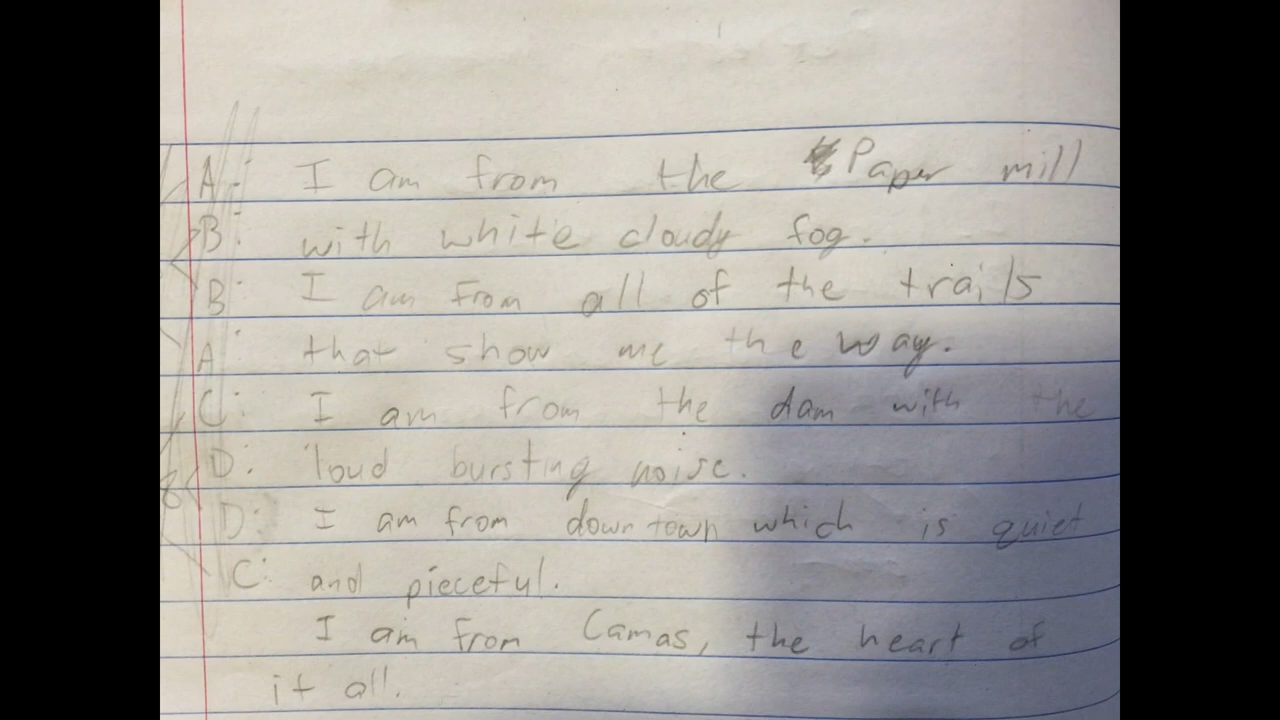 A: I am from the Paper mill
B: with white cloudy fog.
B: I am from all of the trails
A: that show me the way.
C: I am from the dam with the
D: loud bursting noise.
D: I am from downtown which is quiet
C: and pieceful.
I am from Camas, the heart of
it all.